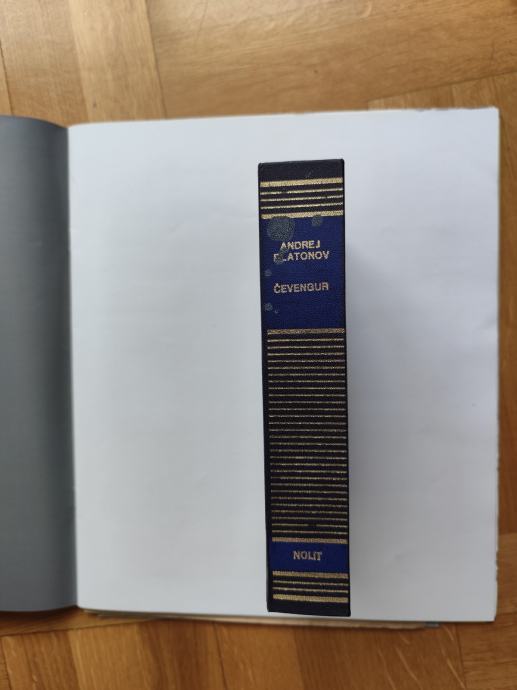 ANDREJ
PLATONOV
ČEVENGUR
NOLIT